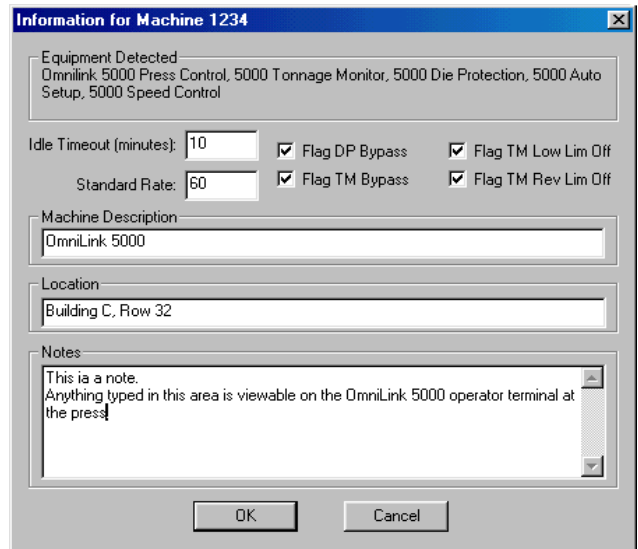 Information for Machine 1234
Equipment Detected
Omnilink 5000 Press Control, 5000 Tonnage Monitor, 5000 Die Protection, 5000 Auto
Setup, 5000 Speed Control
Idle Timeout (minutes): 10 Flag DP Bypass Flag TM Low Lim Off
Standard Rate: 60 Flag TM Bypass Flag TM Rev Lim Off
Machine Description
OmniLink 5000
Location
Building C, Row 32
Notes
This ia a note.
Anything typed in this area is viewable on the OmniLink 5000 operator terminal at
the press
OK Cancel